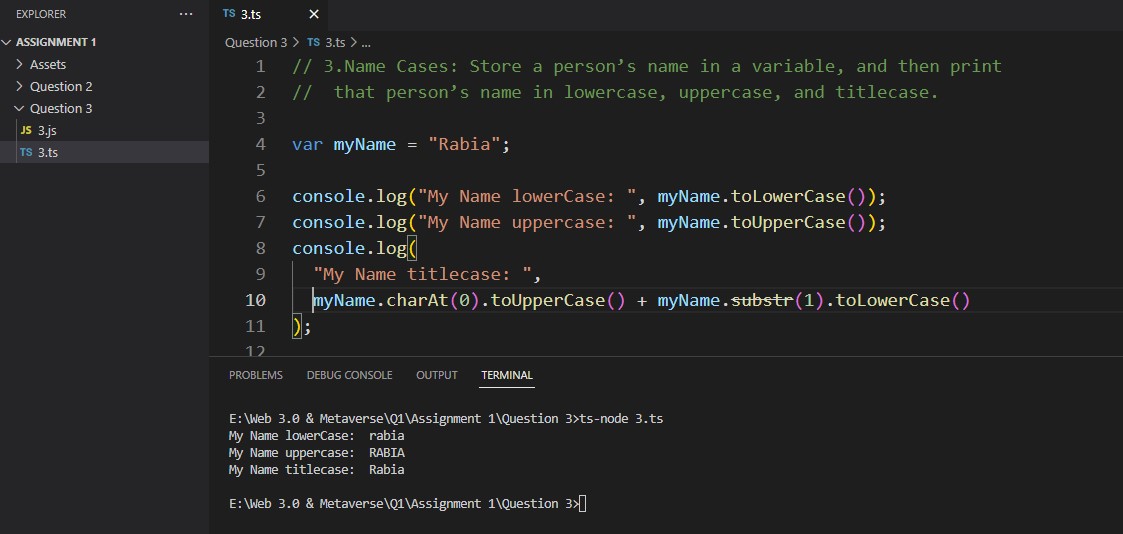 EXPLORER
ASSIGNMENT 1
Assets
Question 2
Question 3
JS 3.js
TS 3.ts
TS 3.ts
Question 3 > TS 3.ts > ...
1 // 3.Name Cases: Store a person’s name in a variable, and then print
2 //  that person’s name in lowercase, uppercase, and titlecase.
3
4 var myName = "Rabia";
5
6 console.log("My Name lowerCase: ", myName.toLowerCase());
7 console.log("My Name uppercase: ", myName.toUpperCase());
8 console.log(
9   "My Name titlecase: ",
10   myName.charAt(0).toUpperCase() + myName.substr(1).toLowerCase()
11 );
12
PROBLEMS DEBUG CONSOLE OUTPUT TERMINAL
E:\Web 3.0 & Metaverse\Q1\Assignment 1\Question 3>ts-node 3.ts
My Name lowerCase:  rabia
My Name uppercase:  RABIA
My Name titlecase:  Rabia
E:\Web 3.0 & Metaverse\Q1\Assignment 1\Question 3>